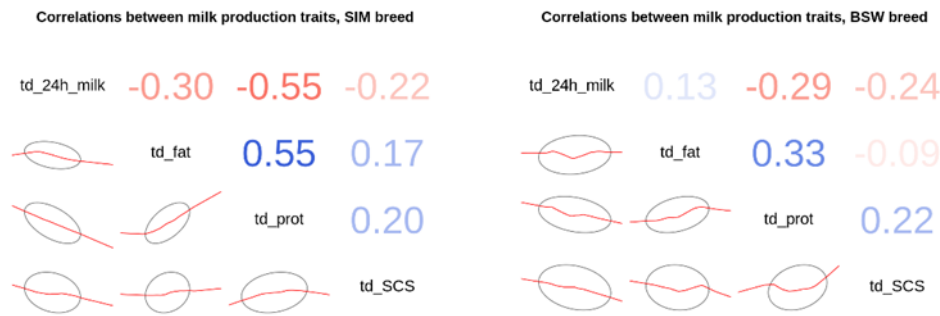 Correlations between milk production traits, SIM breed
td_24h_milk -0.30 -0.55 -0.22
td_fat 0.55 0.17
td_prot 0.20
td_SCS
Correlations between milk production traits, BSW breed
td_24h_milk 0.13 -0.29 -0.24
td_fat 0.33 -0.09
td_prot 0.22
td_SCS